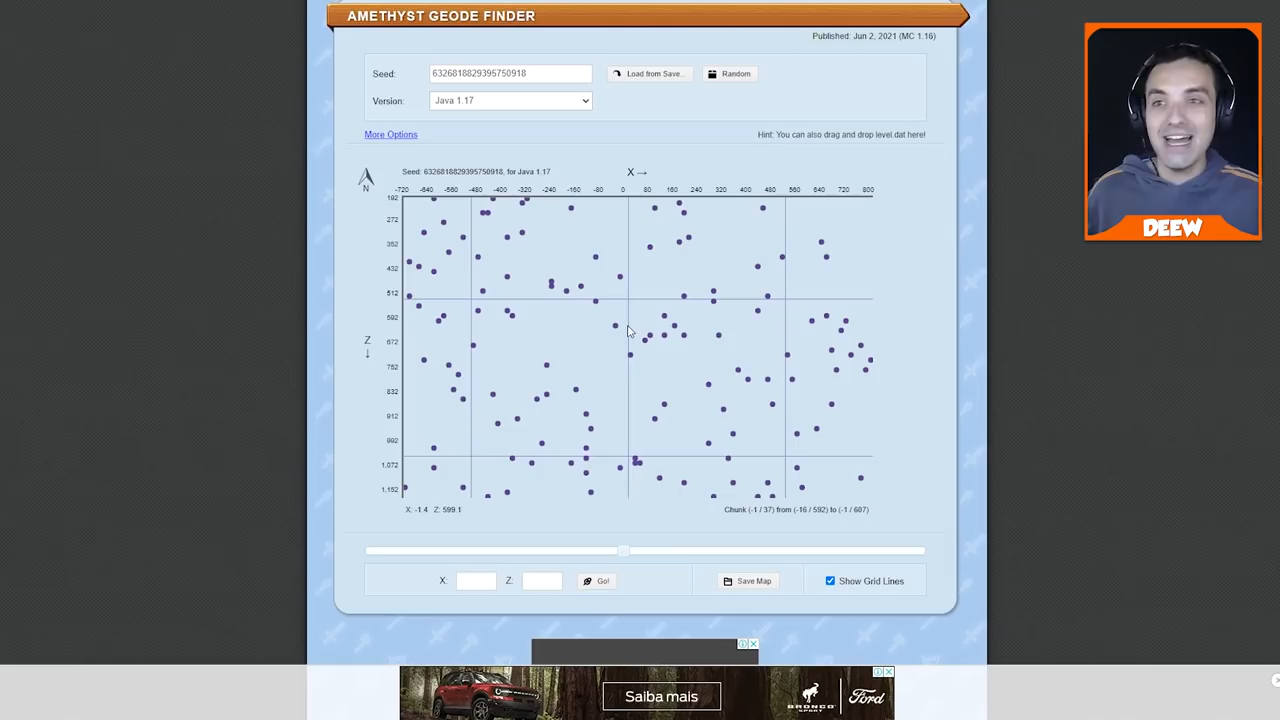 AMETHYST GEODE FINDER
Published: Jun 2, 2021 (MC 1.16)
Seed: 6326818829395750918 Load from Save... Random
Version: Java 1.17
More Options Hint: You can also drag and drop level.dat here!
N Seed: 6326818829395750918, for Java 1.17 X →
-720 -640 -560 -480 -400 -320 -240 -160 -80 0 80 160 240 320 400 480 560 640 720 800
192
272
352
432
512
592
Z ↓
672
752
832
912
992
1,072
1,152
X: -1.4 Z: 599.1 Chunk (-1 / 37) from (-16 / 592) to (-1 / 607)
X: Z: Go! Save Map Show Grid Lines
DEEW
Saiba mais
BRONCO
SPORT
Ford